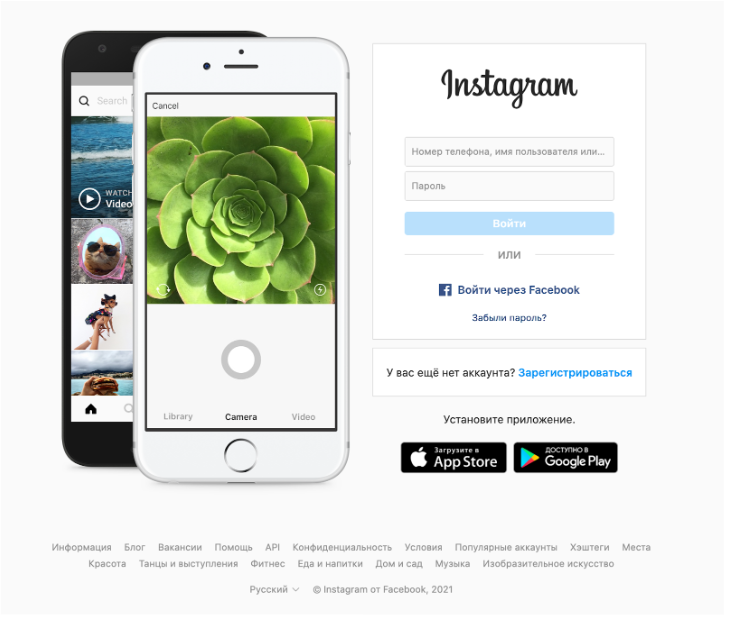 Search
WATCH
Video
Cancel
Library Camera Video
Instagram
Номер телефона, имя пользователя или...
Пароль
Войти
ИЛИ
Войти через Facebook
Забыли пароль?
У вас ещё нет аккаунта? Зарегистрироваться
Установите приложение.
Загрузите в
App Store
ДОСТУПНО В
Google Play
Информация Блог Вакансии Помощь API Конфиденциальность Условия Популярные аккаунты Хэштеги Места
Красота Танцы и выступления Фитнес Еда и напитки Дом и сад Музыка Изобразительное искусство
Русский © Instagram от Facebook, 2021